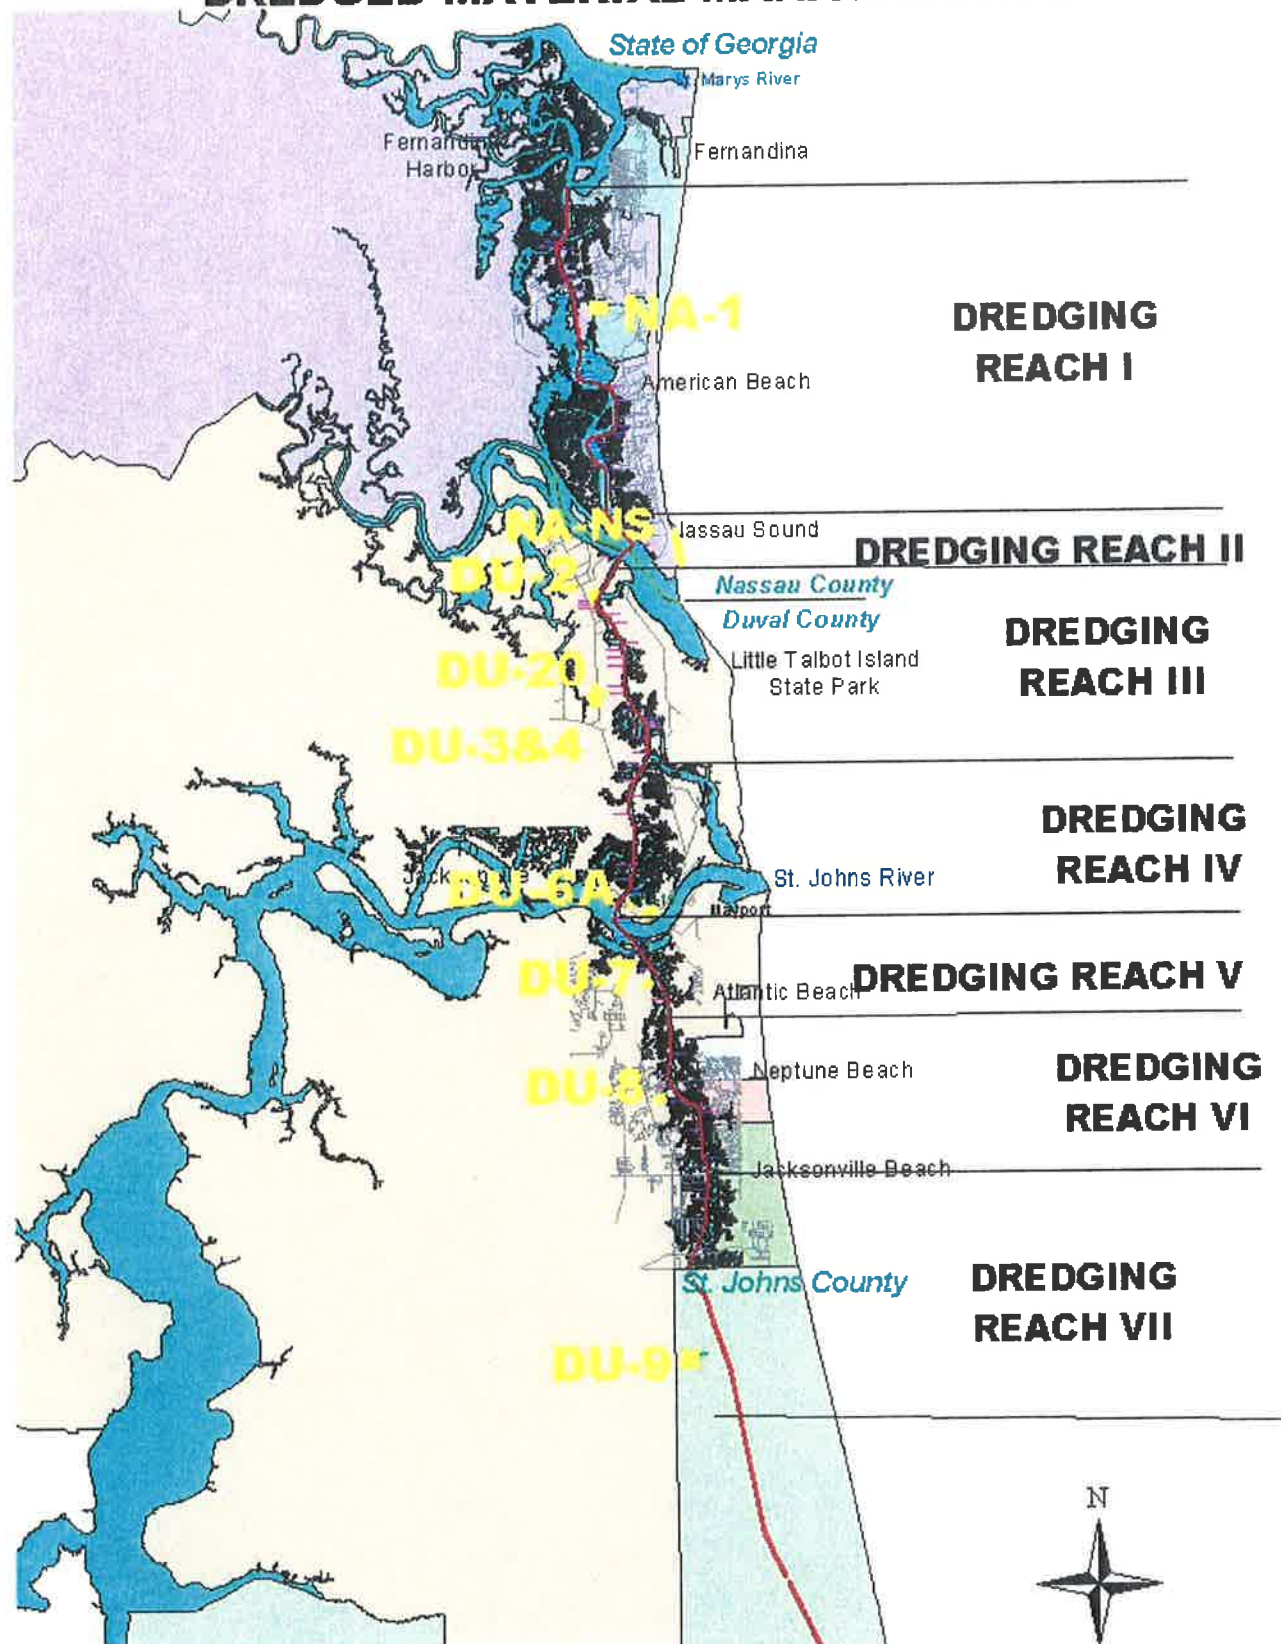 DREDGED MATERIAL
State of Georgia
St. Marys River
Fernandina
Harbor
Fernandina
NA-1
DREDGING
REACH I
American Beach
NA-NS
Nassau Sound
DREDGING REACH II
DU-2
Nassau County
Duval County
DREDGING
REACH III
DU-20
Little Talbot Island
State Park
DU-3&4
DREDGING
REACH IV
Jacksonville
DU-6A
St. Johns River
Mayport
DU-7
Atlantic Beach
DREDGING REACH V
Neptune Beach
DREDGING
REACH VI
Jacksonville Beach
St. Johns County
DREDGING
REACH VII
DU-9
N